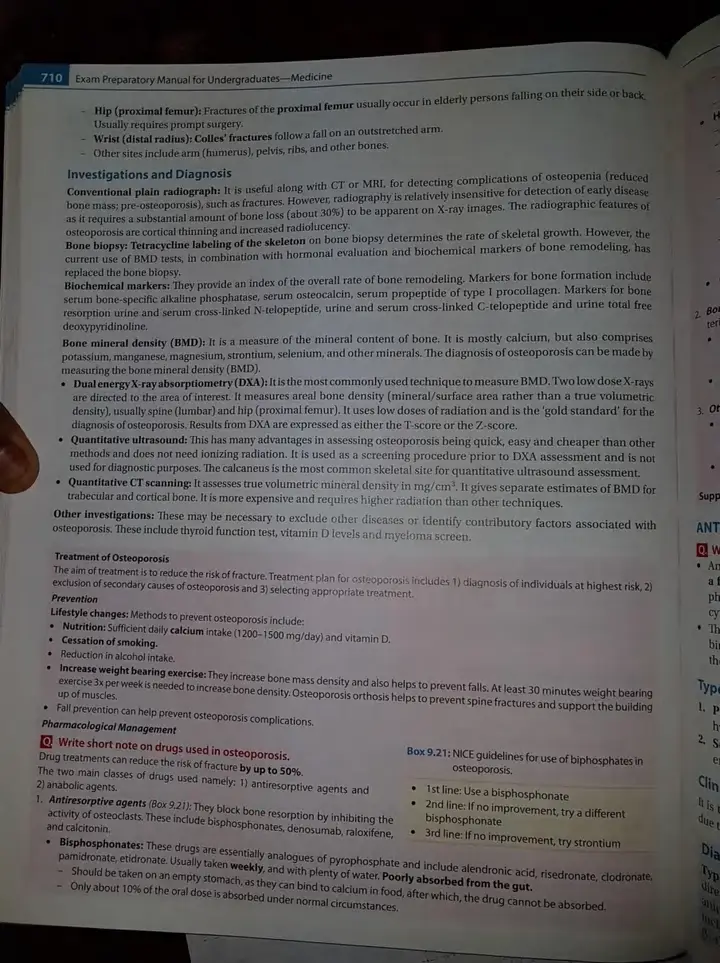 710 Exam Preparatory Manual for Undergraduates—Medicine
– Hip (proximal femur): Fractures of the proximal femur usually occur in elderly persons falling on their side or back.
Usually requires prompt surgery.
– Wrist (distal radius): Colles' fractures follow a fall on an outstretched arm.
– Other sites include arm (humerus), pelvis, ribs, and other bones.
Investigations and Diagnosis
Conventional plain radiograph: It is useful along with CT or MRI, for detecting complications of osteopenia (reduced
bone mass; pre-osteoporosis), such as fractures. However, radiography is relatively insensitive for detection of early disease
as it requires a substantial amount of bone loss (about 30%) to be apparent on X-ray images. The radiographic features of
osteoporosis are cortical thinning and increased radiolucency.
Bone biopsy: Tetracycline labeling of the skeleton on bone biopsy determines the rate of skeletal growth. However, the
current use of BMD tests, in combination with hormonal evaluation and biochemical markers of bone remodeling, has
replaced the bone biopsy.
Biochemical markers: They provide an index of the overall rate of bone remodeling. Markers for bone formation include
serum bone-specific alkaline phosphatase, serum osteocalcin, serum propeptide of type I procollagen. Markers for bone
resorption urine and serum cross-linked N-telopeptide, urine and serum cross-linked C-telopeptide and urine total free
deoxypyridinoline.
Bone mineral density (BMD): It is a measure of the mineral content of bone. It is mostly calcium, but also comprises
potassium, manganese, magnesium, strontium, selenium, and other minerals. The diagnosis of osteoporosis can be made by
measuring the bone mineral density (BMD).
• Dual energy X-ray absorptiometry (DXA): It is the most commonly used technique to measure BMD. Two low dose X-rays
are directed to the area of interest. It measures areal bone density (mineral/surface area rather than a true volumetric
density), usually spine (lumbar) and hip (proximal femur). It uses low doses of radiation and is the 'gold standard' for the
diagnosis of osteoporosis. Results from DXA are expressed as either the T-score or the Z-score.
• Quantitative ultrasound: This has many advantages in assessing osteoporosis being quick, easy and cheaper than other
methods and does not need ionizing radiation. It is used as a screening procedure prior to DXA assessment and is not
used for diagnostic purposes. The calcaneus is the most common skeletal site for quantitative ultrasound assessment.
• Quantitative CT scanning: It assesses true volumetric mineral density in mg/cm³. It gives separate estimates of BMD for
trabecular and cortical bone. It is more expensive and requires higher radiation than other techniques.
Other investigations: These may be necessary to exclude other diseases or identify contributory factors associated with
osteoporosis. These include thyroid function test, vitamin D levels and myeloma screen.
Treatment of Osteoporosis
The aim of treatment is to reduce the risk of fracture. Treatment plan for osteoporosis includes 1) diagnosis of individuals at highest risk, 2)
exclusion of secondary causes of osteoporosis and 3) selecting appropriate treatment.
Prevention
Lifestyle changes: Methods to prevent osteoporosis include:
• Nutrition: Sufficient daily calcium intake (1200–1500 mg/day) and vitamin D.
• Cessation of smoking.
• Reduction in alcohol intake.
• Increase weight bearing exercise: They increase bone mass density and also helps to prevent falls. At least 30 minutes weight bearing
exercise 3x per week is needed to increase bone density. Osteoporosis orthosis helps to prevent spine fractures and support the building
up of muscles.
• Fall prevention can help prevent osteoporosis complications.
Pharmacological Management
Q Write short note on drugs used in osteoporosis.
Drug treatments can reduce the risk of fracture by up to 50%.
The two main classes of drugs used namely: 1) antiresorptive agents and
2) anabolic agents.
1. Antiresorptive agents (Box 9.21): They block bone resorption by inhibiting the
activity of osteoclasts. These include bisphosphonates, denosumab, raloxifene,
and calcitonin.
Box 9.21: NICE guidelines for use of biphosphates in
osteoporosis.
• 1st line: Use a bisphosphonate
• 2nd line: If no improvement, try a different
bisphosphonate
• 3rd line: If no improvement, try strontium
• Bisphosphonates: These drugs are essentially analogues of pyrophosphate and include alendronic acid, risedronate, clodronate,
pamidronate, etidronate. Usually taken weekly, and with plenty of water. Poorly absorbed from the gut.
– Should be taken on an empty stomach, as they can bind to calcium in food, after which, the drug cannot be absorbed.
– Only about 10% of the oral dose is absorbed under normal circumstances.
2.
3.
Supp
ANT
Q
Type
1.
2.
Clin
It is
due
Dia
Typ